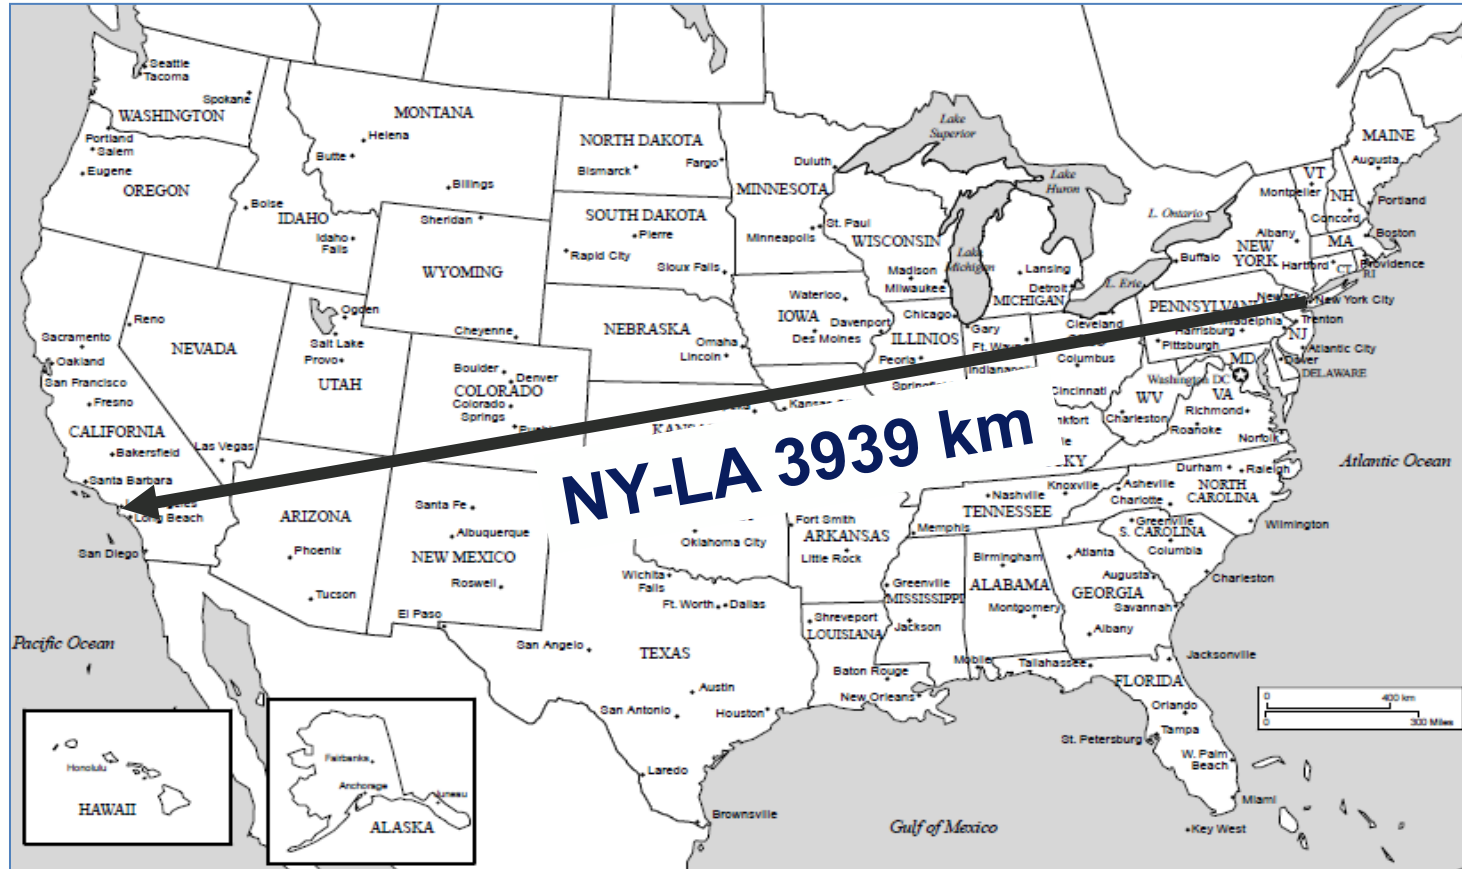 Seattle
Tacoma
Spokane
WASHINGTON
Portland
Salem
Eugene
OREGON
MONTANA
Helena
Butte
Billings
Boise
IDAHO
Idaho
Falls
Sheridan
WYOMING
Cheyenne
NORTH DAKOTA
Bismarck
Fargo
SOUTH DAKOTA
Pierre
Rapid City
Sioux Falls
Duluth
MINNESOTA
St. Paul
Minneapolis
WISCONSIN
Madison
Milwaukee
Lake
Superior
Lake
Huron
Lake
Michigan
L. Ontario
L. Erie
Lansing
Detroit
MICHIGAN
MAINE
Augusta
VT
Montpelier
NH
Concord
Portland
Boston
MA
Albany
NEW
YORK
Buffalo
Hartford
CT
Providence
RI
Newark
New York City
PENNSYLVAN
Trenton
Harrisburg
iladelphia
NJ
Pittsburgh
Atlantic City
MD
Dover
DELAWARE
Washington DC
Reno
Sacramento
Oakland
San Francisco
Fresno
CALIFORNIA
Bakersfield
Santa Barbara
Long Beach
San Diego
NEVADA
Las Vegas
Ogden
Salt Lake
Provo
UTAH
Boulder
Denver
COLORADO
Colorado
Springs
NEBRASKA
Omaha
Lincoln
Waterloo
IOWA
Davenport
Des Moines
Chicago
ILLINIOS
Peoria
Gary
Ft. Wayne
Cleveland
Columbus
Cincinnati
WV
Charleston
VA
Richmond
Roanoke
Norfolk
NY-LA 3939 km
ARIZONA
Phoenix
Tucson
Santa Fe
Albuquerque
NEW MEXICO
Roswell
El Paso
Oklahoma City
Wichita
Falls
Ft. Worth
Dallas
San Angelo
TEXAS
Austin
San Antonio
Houston
Laredo
Brownsville
Fort Smith
ARKANSAS
Little Rock
Shreveport
LOUISIANA
Baton Rouge
New Orleans
Memphis
Nashville
Knoxville
TENNESSEE
Greenville
MISSISSIPPI
Jackson
Birmingham
ALABAMA
Montgomery
Mobile
Atlanta
Augusta
GEORGIA
Savannah
Albany
Durham
Raleigh
Asheville
NORTH
CAROLINA
Charlotte
Wilmington
Greenville
S. CAROLINA
Columbia
Charleston
Tallahassee
Jacksonville
FLORIDA
Orlando
Tampa
St. Petersburg
W. Palm
Beach
Miami
Key West
Atlantic Ocean
Pacific Ocean
Gulf of Mexico
0 400 km
0 300 Miles
Honolulu
HAWAII
Fairbanks
Anchorage
Juneau
ALASKA